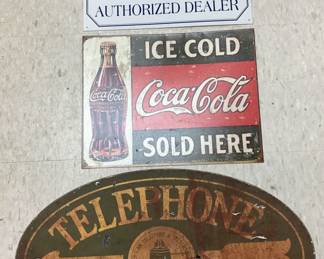 AUTHORIZED DEALER
ICE COLD
Coca-Cola
Coca-Cola
SOLD HERE
TELEPHONE